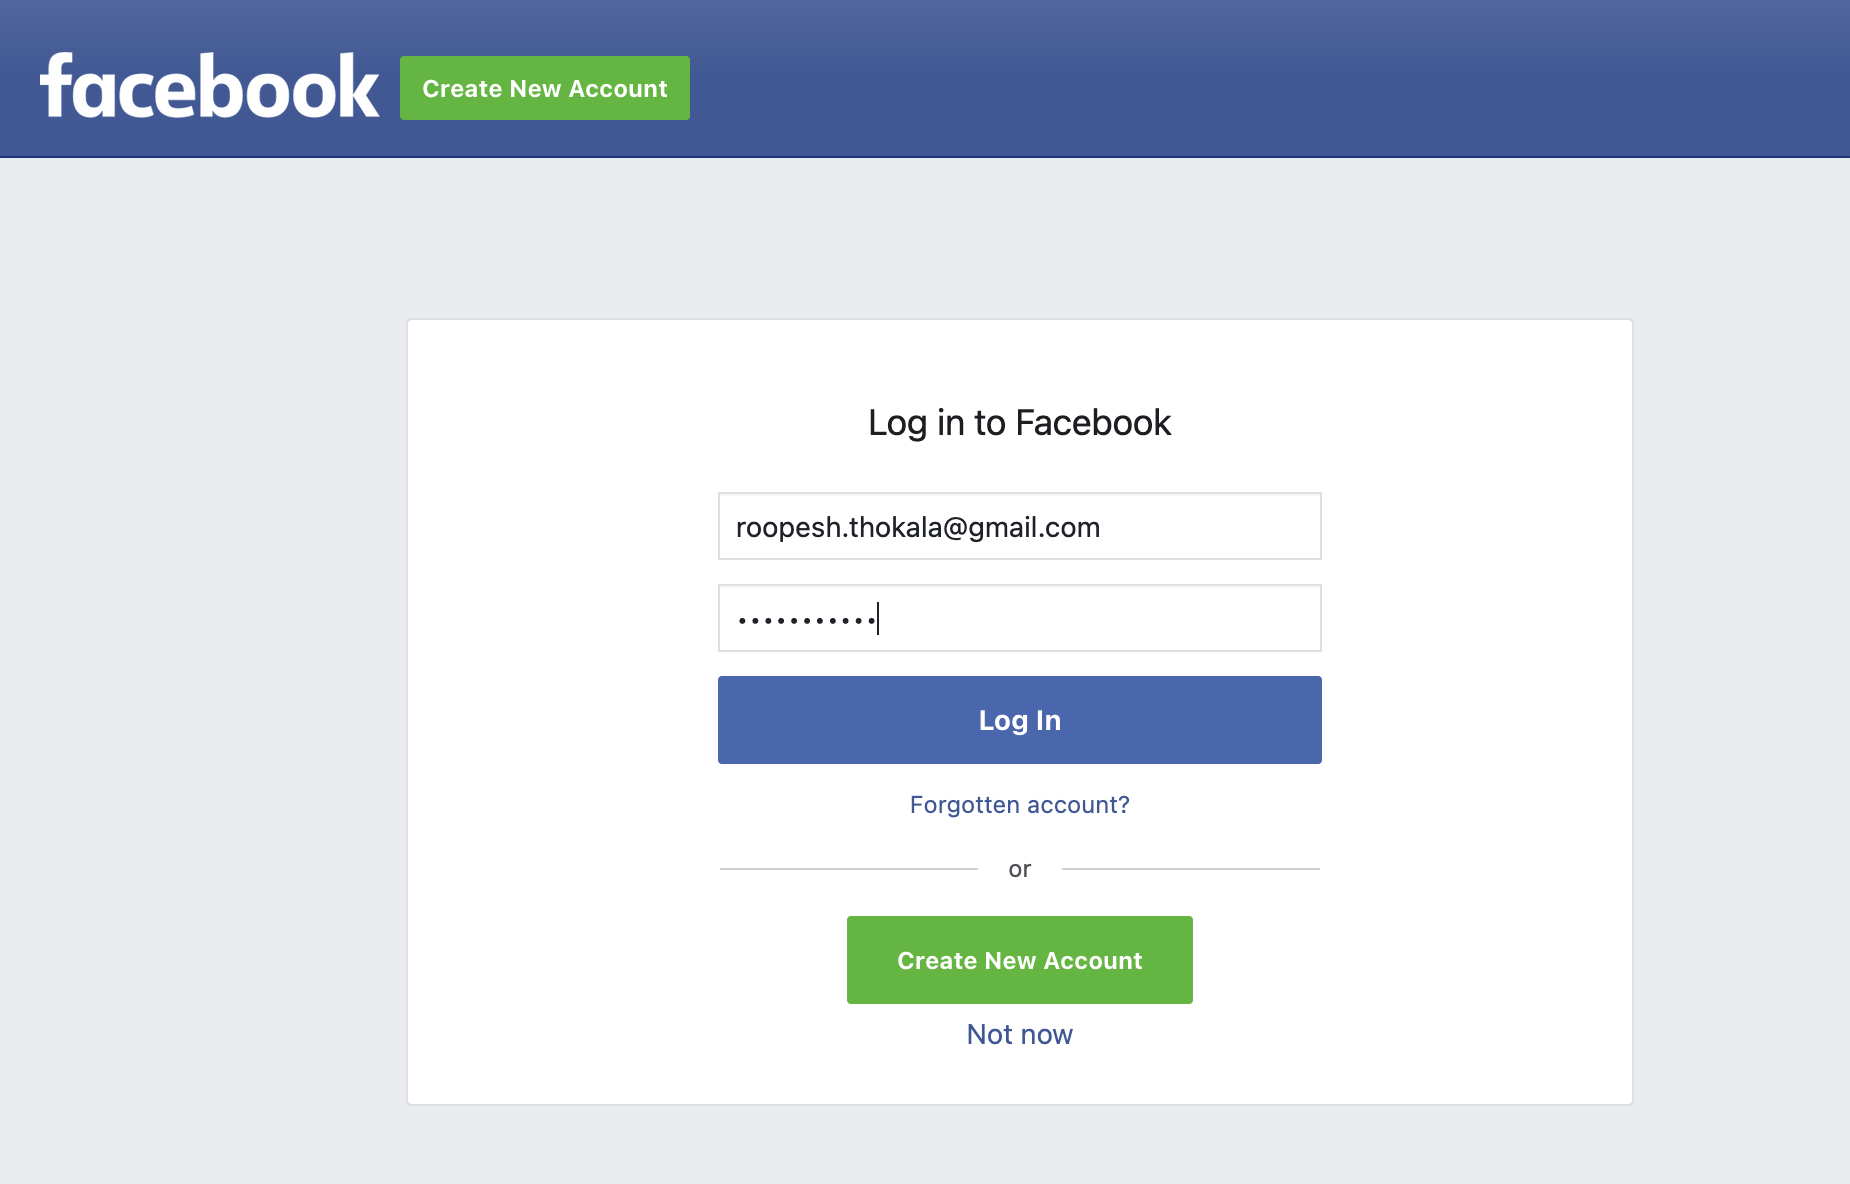 facebook Create New Account
Log in to Facebook
roopesh.thokala@gmail.com
•••••••••••
Log In
Forgotten account?
or
Create New Account
Not now